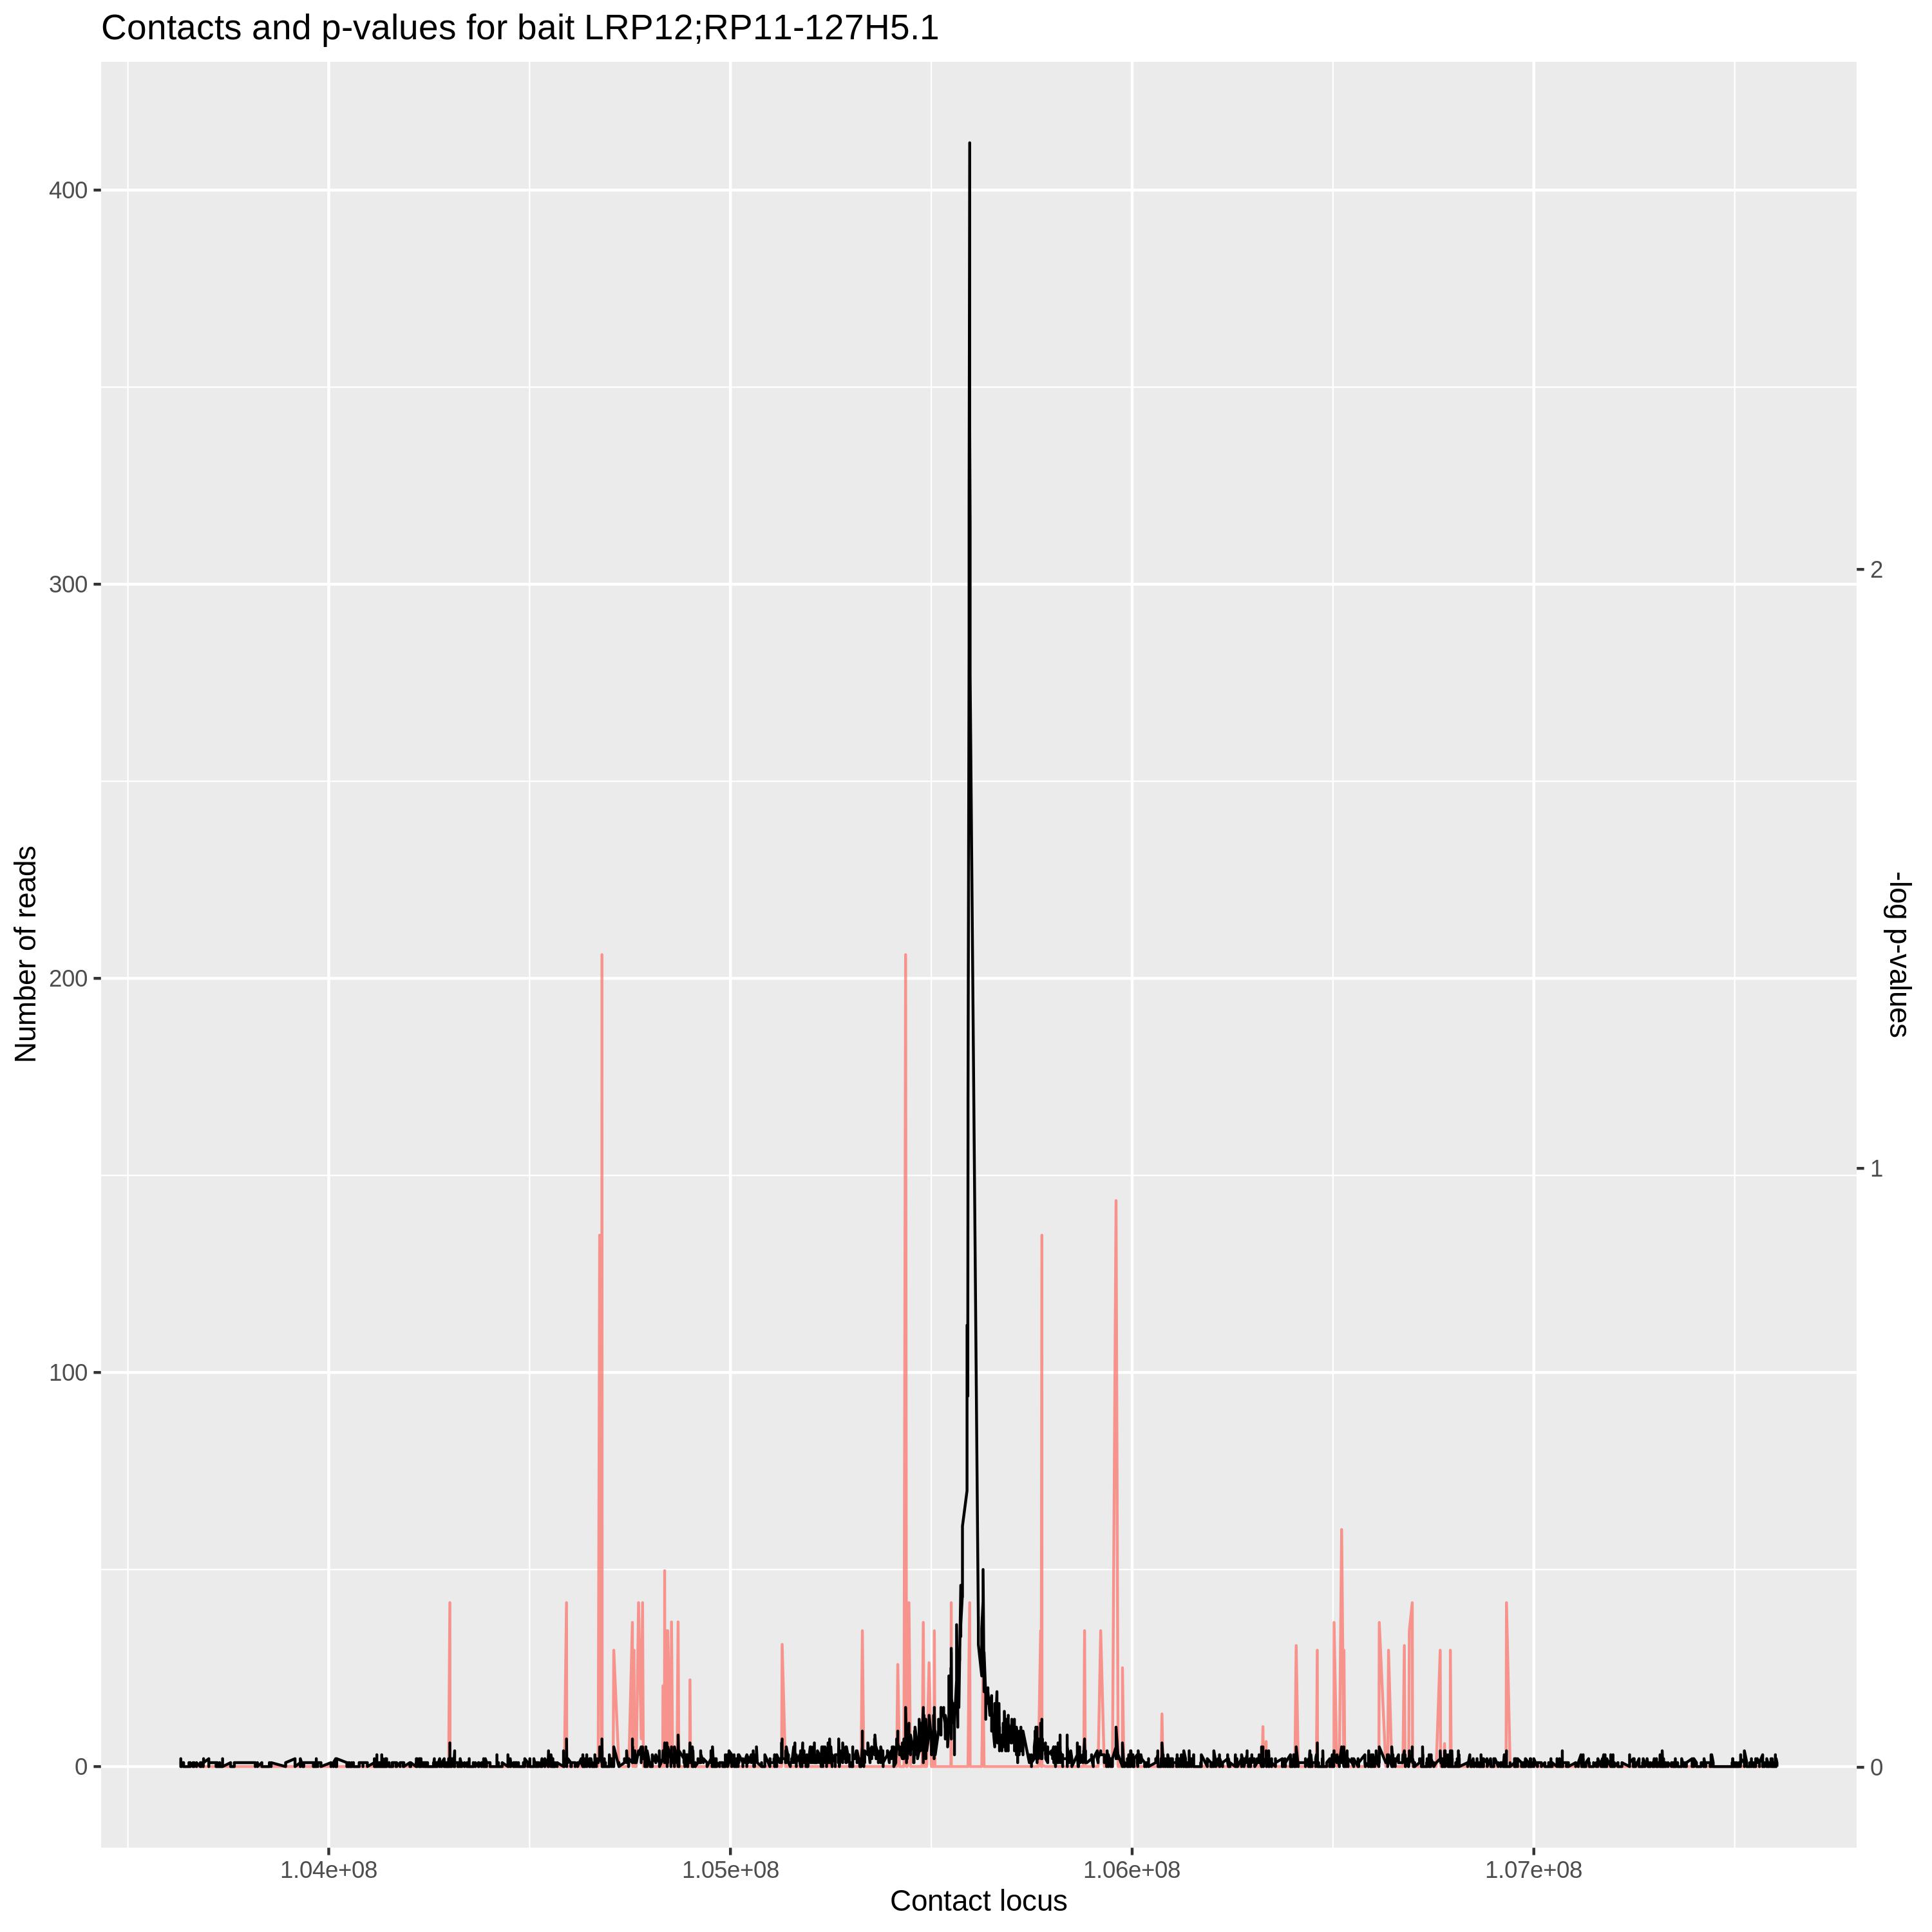 Contacts and p-values for bait LRP12;RP11-127H5.1
400
300
200
100
0
Number of reads
2
1
0
-log p-values
1.04e+08
1.05e+08
1.06e+08
1.07e+08
Contact locus